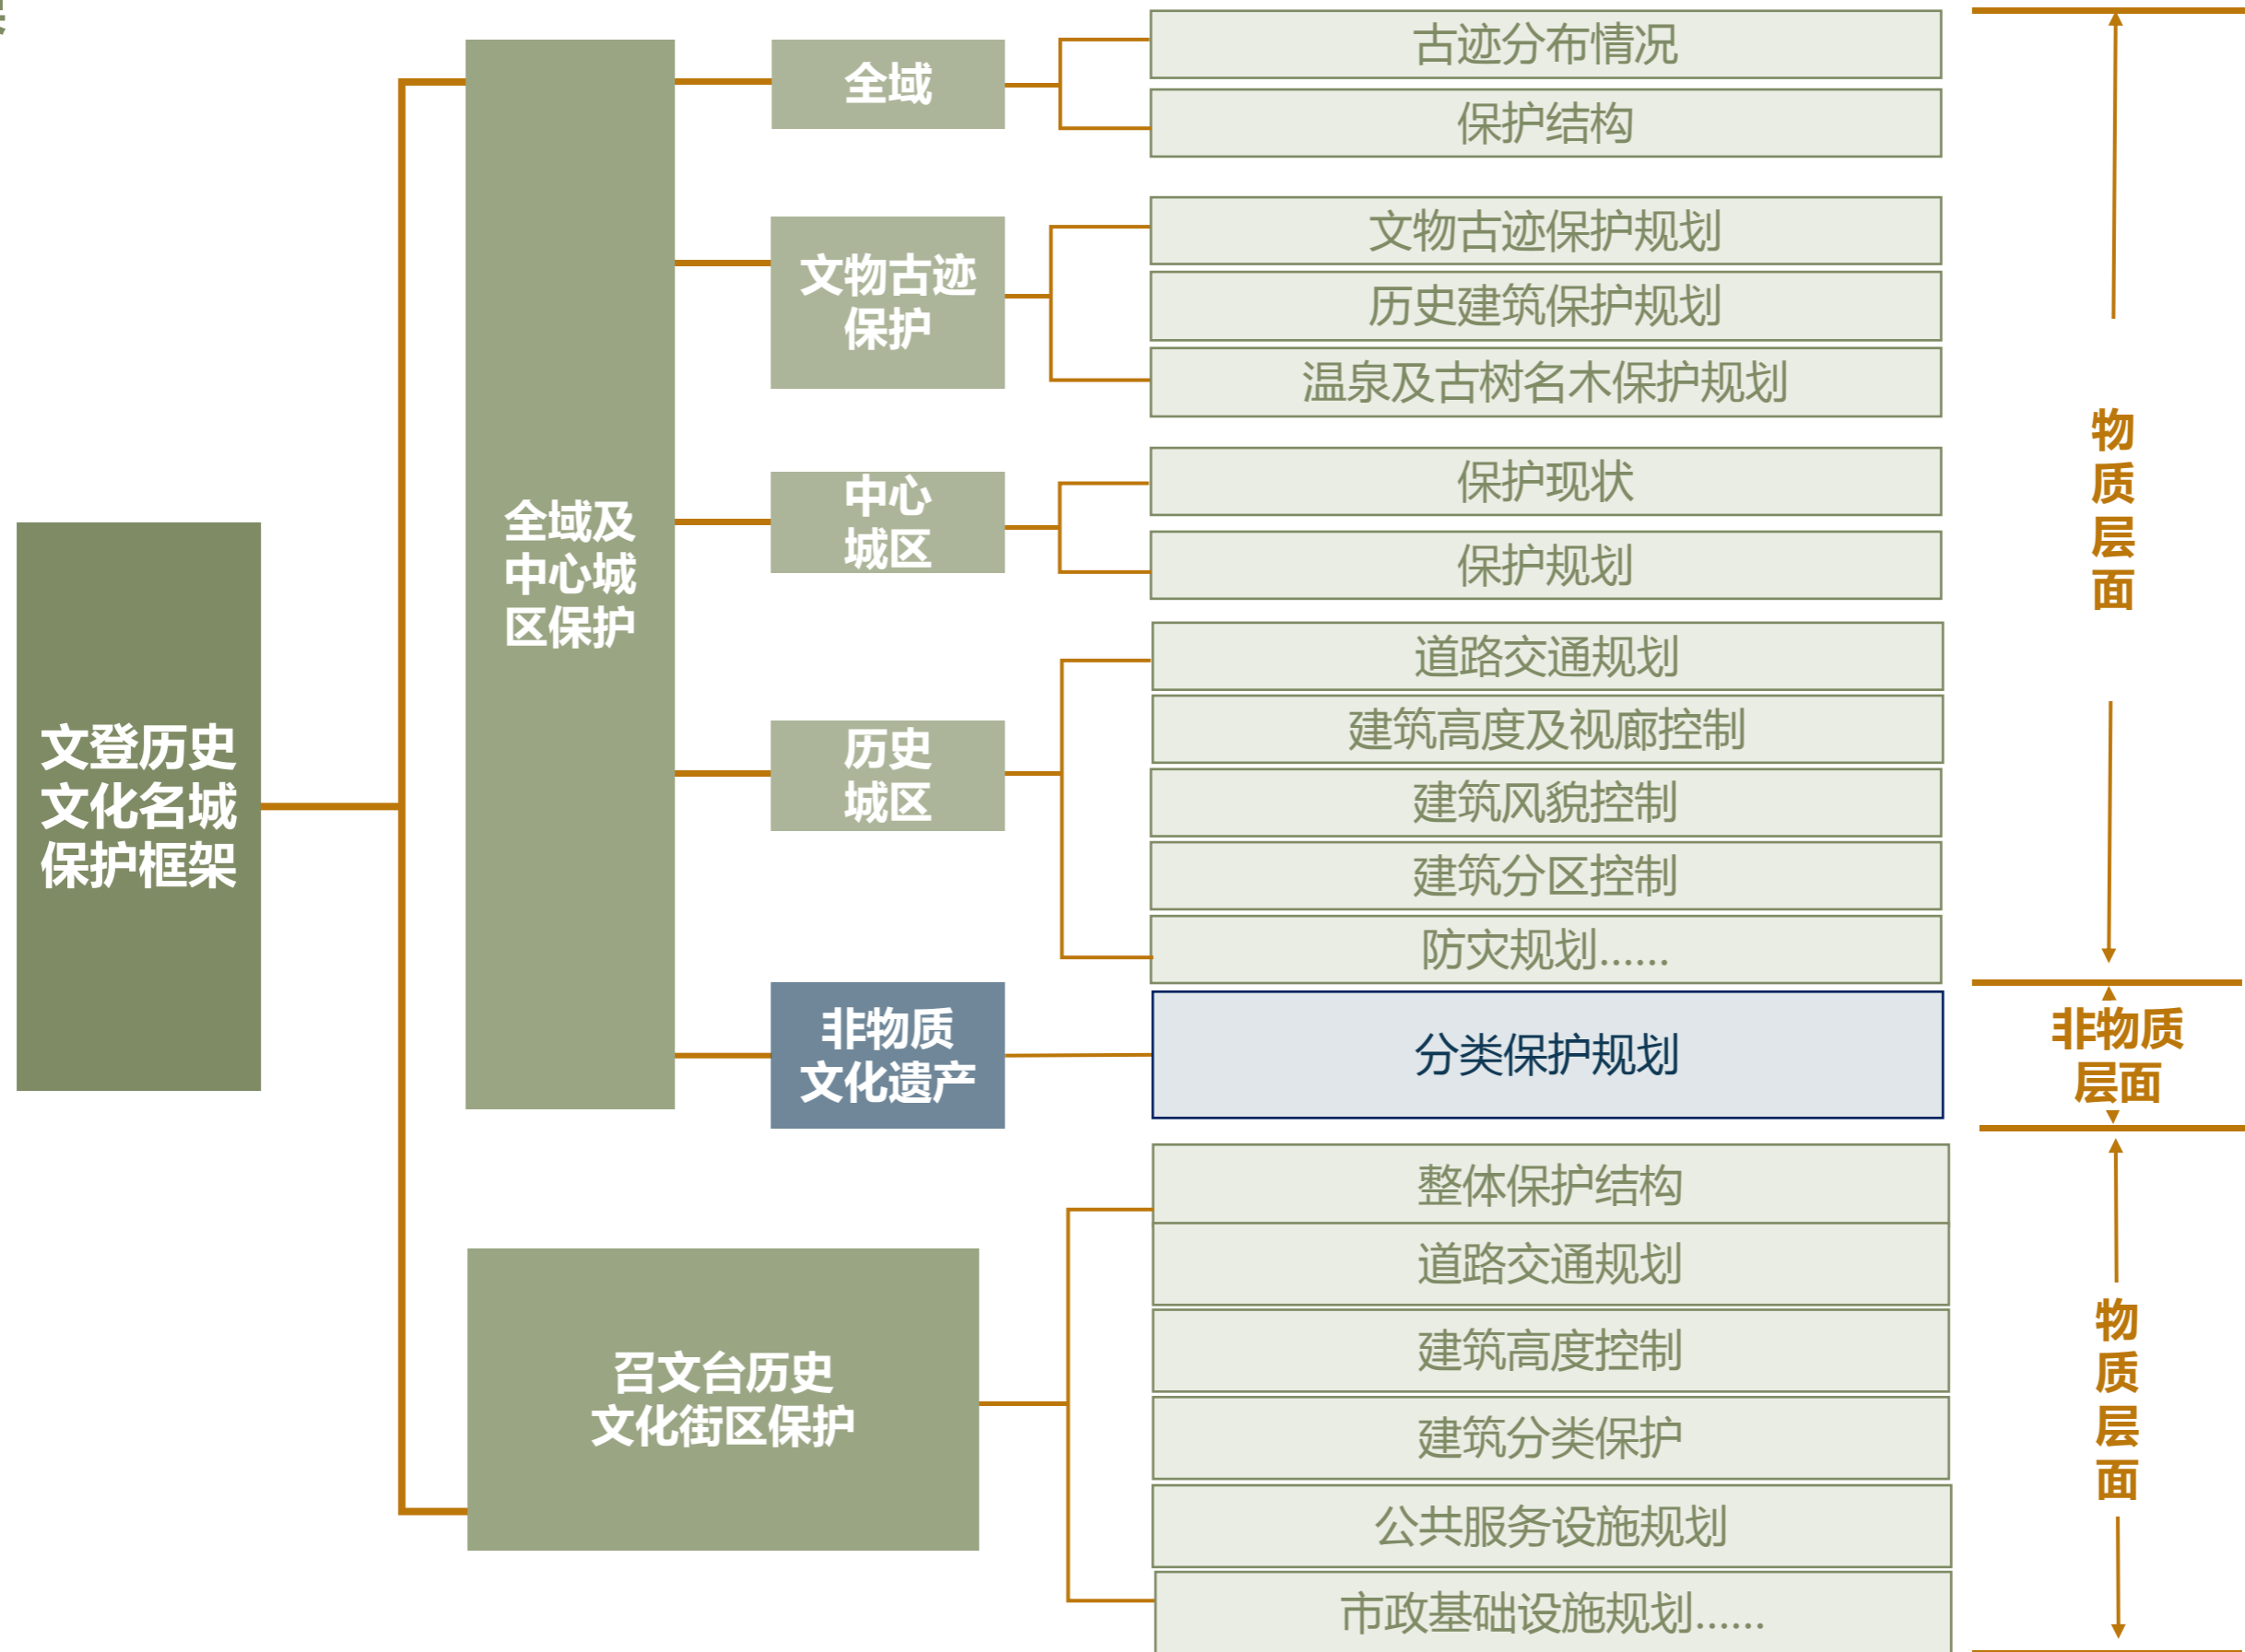 文登历史
文化名城
保护框架
全域及
中心城
区保护
全域
古迹分布情况
保护结构
文物古迹
保护
文物古迹保护规划
历史建筑保护规划
温泉及古树名木保护规划
中心
城区
保护现状
保护规划
历史
城区
道路交通规划
建筑高度及视廊控制
建筑风貌控制
建筑分区控制
防灾规划……
非物质
文化遗产
分类保护规划
召文台历史
文化街区保护
整体保护结构
道路交通规划
建筑高度控制
建筑分类保护
公共服务设施规划
市政基础设施规划……
物
质
层
面
非物质
层面
物
质
层
面